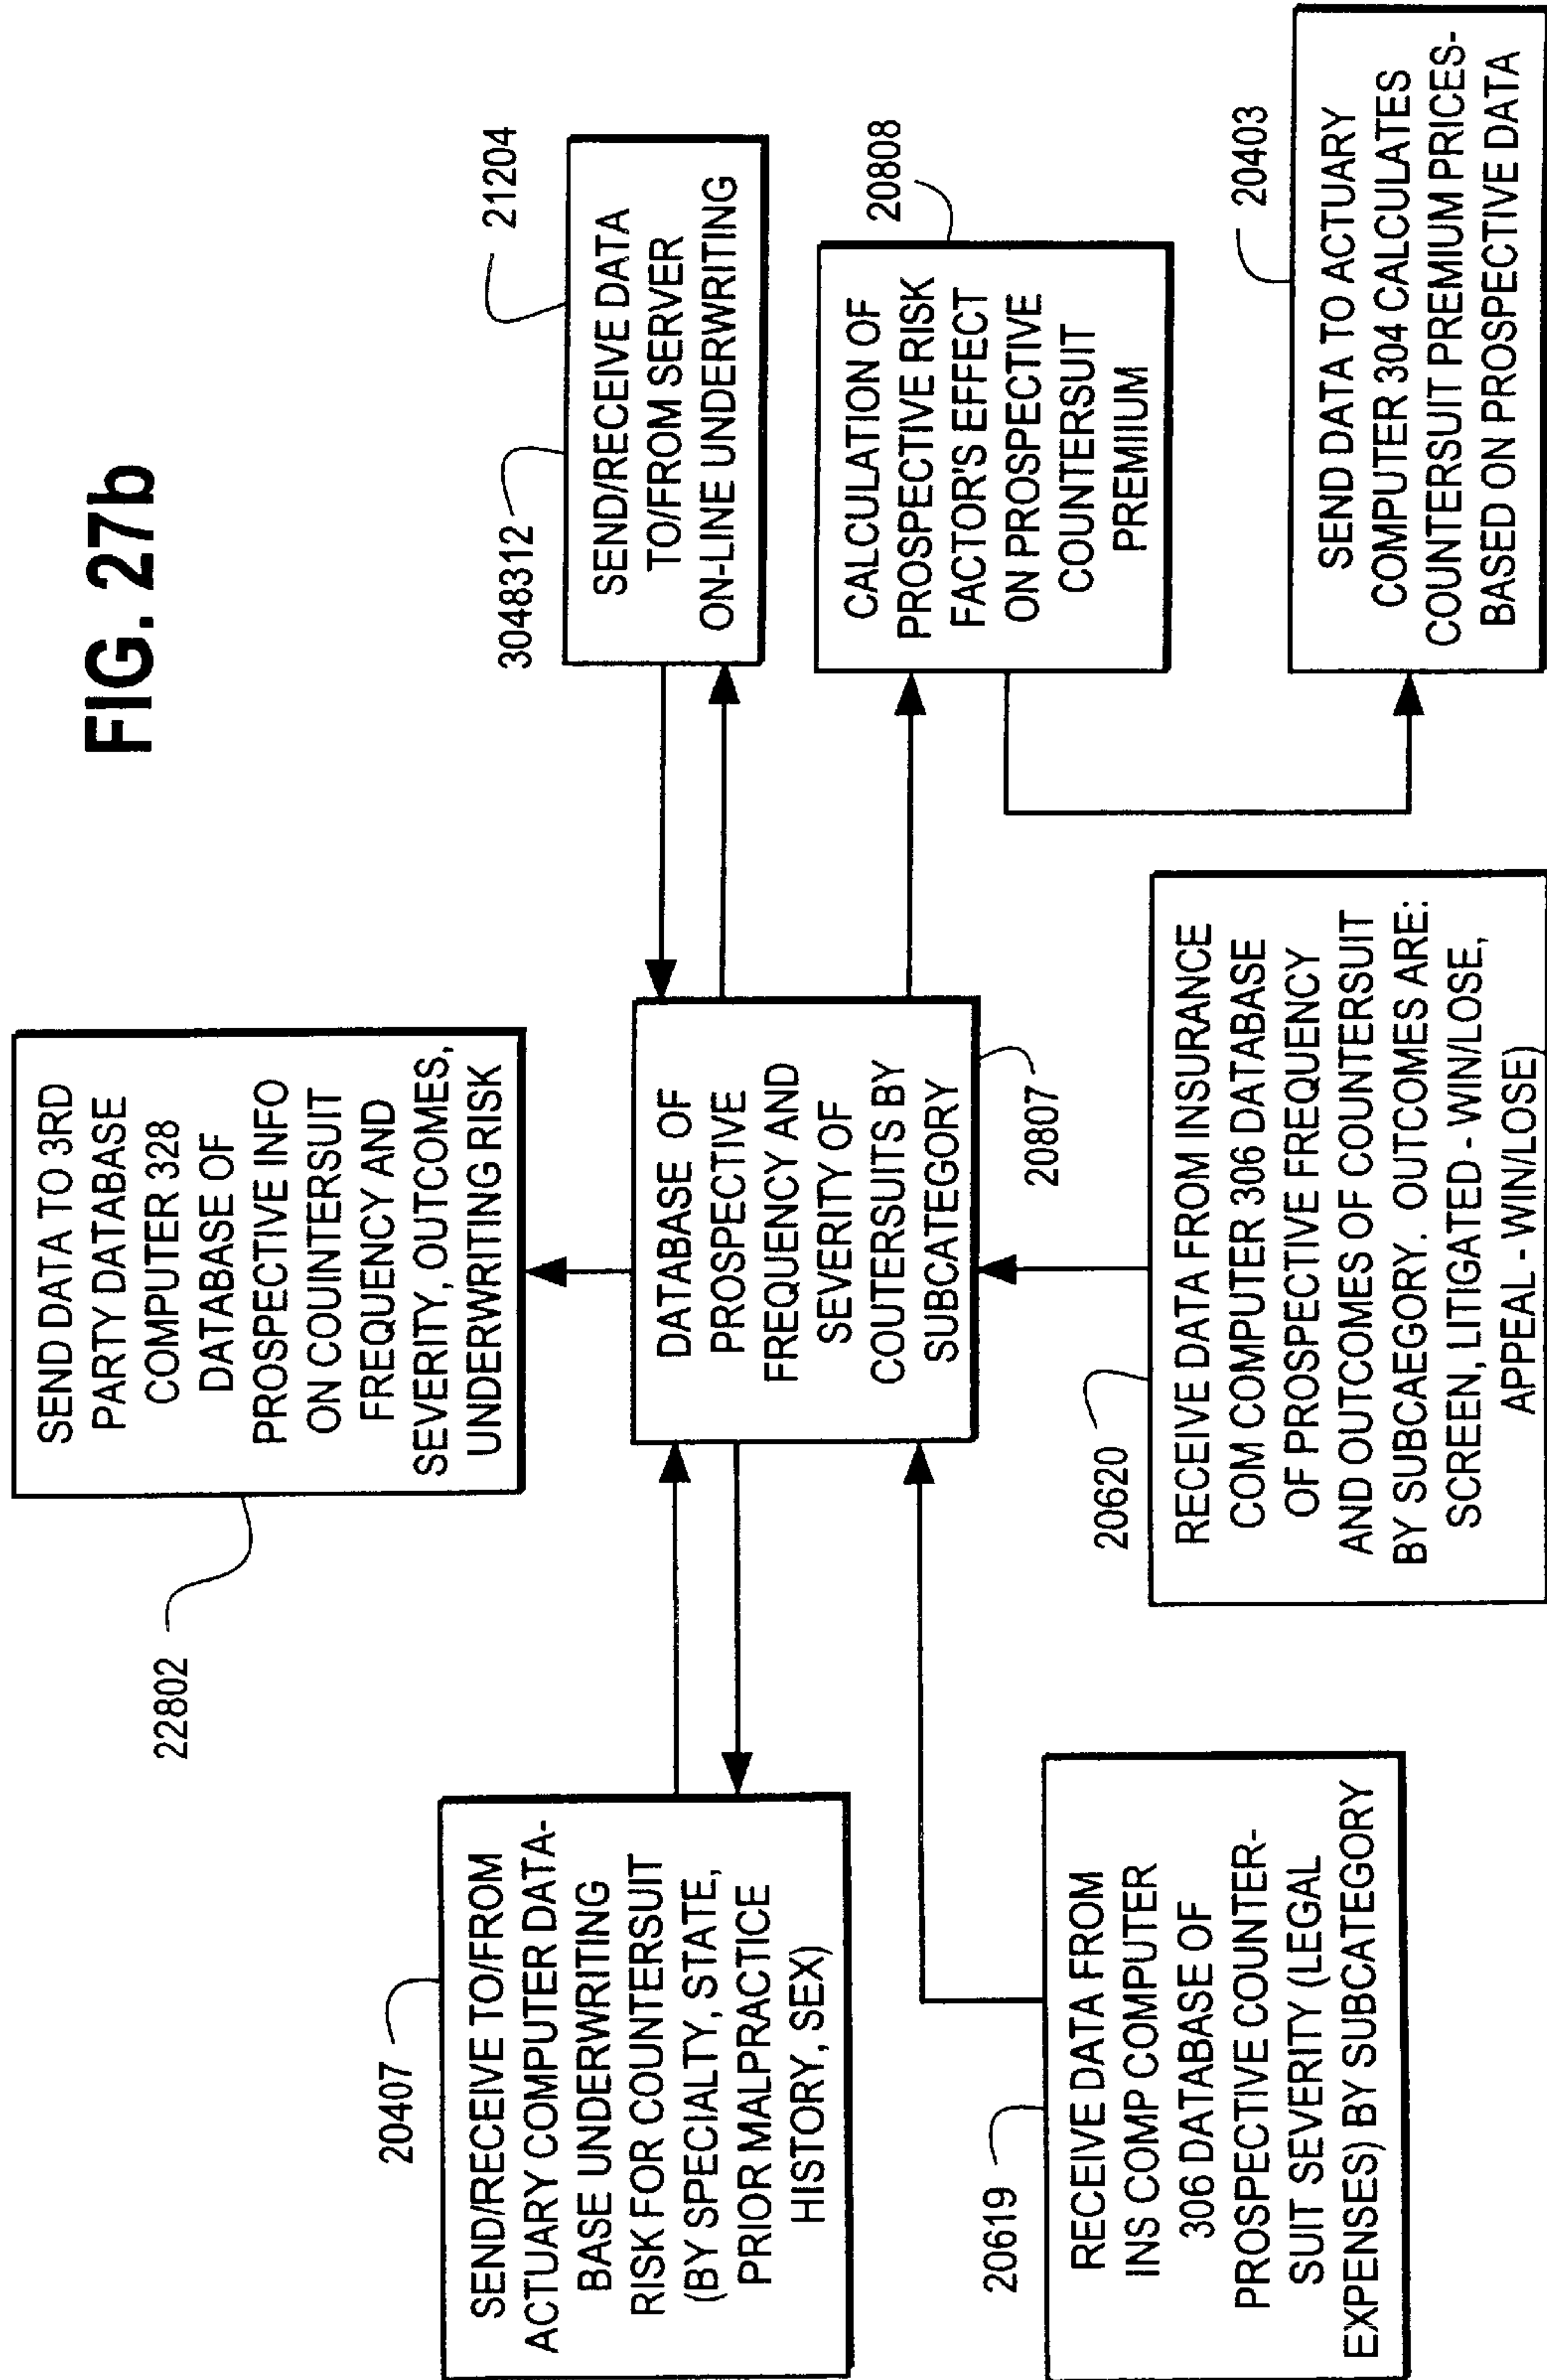 FIG. 27b
SEND DATA TO 3RD
PARTY DATABASE
COMPUTER 328
DATABASE OF
PROSPECTIVE INFO
ON COUINTERSUIT
FREQUENCY AND
SEVERITY, OUTCOMES,
UNDERWRITING RISK
22802
SEND/RECEIVE TO/FROM
ACTUARY COMPUTER DATA-
BASE UNDERWRITING
RISK FOR COUNTERSUIT
(BY SPECIALTY, STATE,
PRIOR MALPRACTICE
HISTORY, SEX)
20407
DATABASE OF
PROSPECTIVE
FREQUENCY AND
SEVERITY OF
COUTERSUITS BY
SUBCATEGORY
20807
3048312
21204
SEND/RECEIVE DATA
TO/FROM SERVER
ON-LINE UNDERWRITING
CALCULATION OF
PROSPECTIVE RISK
FACTOR'S EFFECT
ON PROSPECTIVE
COUNTERSUIT
PREMIIUM
20808
20619
RECEIVE DATA FROM
INS COMP COMPUTER
306 DATABASE OF
PROSPECTIVE COUNTER-
SUIT SEVERITY (LEGAL
EXPENSES) BY SUBCATEGORY
20620
RECEIVE DATA FROM INSURANCE
COM COMPUTER 306 DATABASE
OF PROSPECTIVE FREQUENCY
AND OUTCOMES OF COUNTERSUIT
BY SUBCAEGORY. OUTCOMES ARE:
SCREEN, LITIGATED - WIN/LOSE,
APPEAL - WIN/LOSE)
20403
SEND DATA TO ACTUARY
COMPUTER 304 CALCULATES
COUNTERSUIT PREMIUM PRICES-
BASED ON PROSPECTIVE DATA